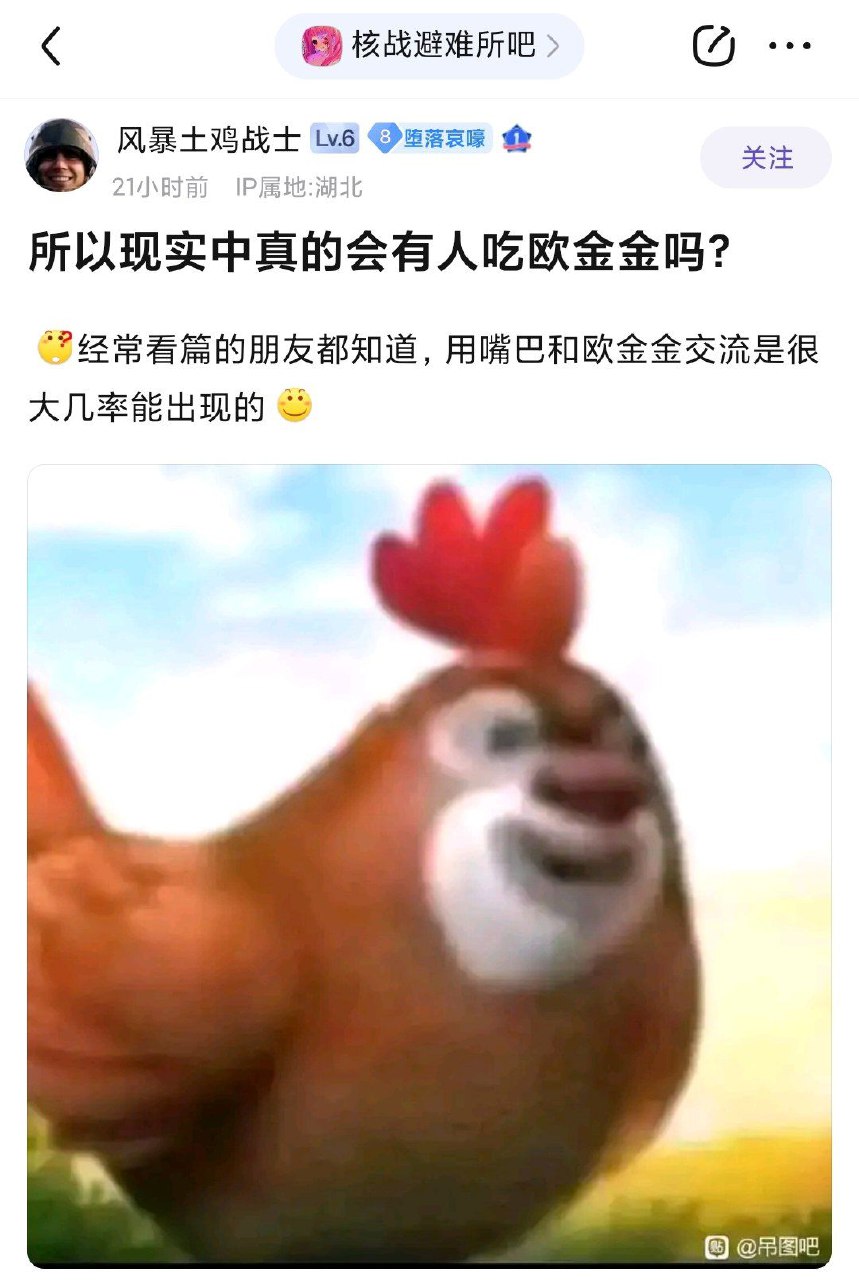 核战避难所吧
风暴土鸡战士 Lv.6 8 堕落哀嚎 1
关注
21小时前 IP属地:湖北
所以现实中真的会有人吃欧金金吗?
经常看篇的朋友都知道，用嘴巴和欧金金交流是很
大几率能出现的
贴 @吊图吧